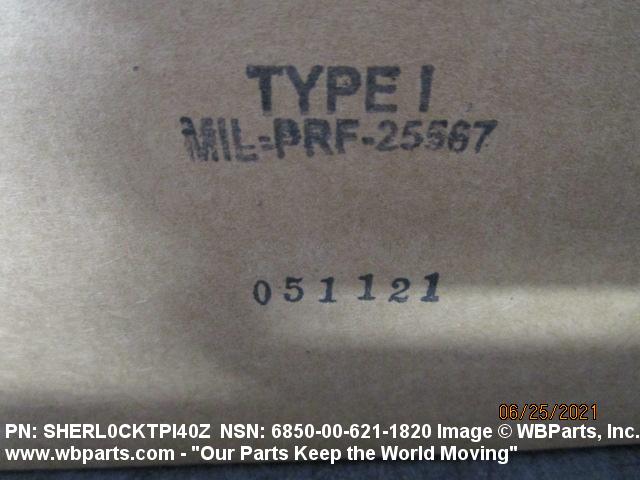 TYPE I
MIL-PRF-25567
051121
06/25/2021
PN: SHERL0CKTPI40Z NSN: 6850-00-621-1820 Image © WBParts, Inc.
www.wbparts.com - "Our Parts Keep the World Moving"